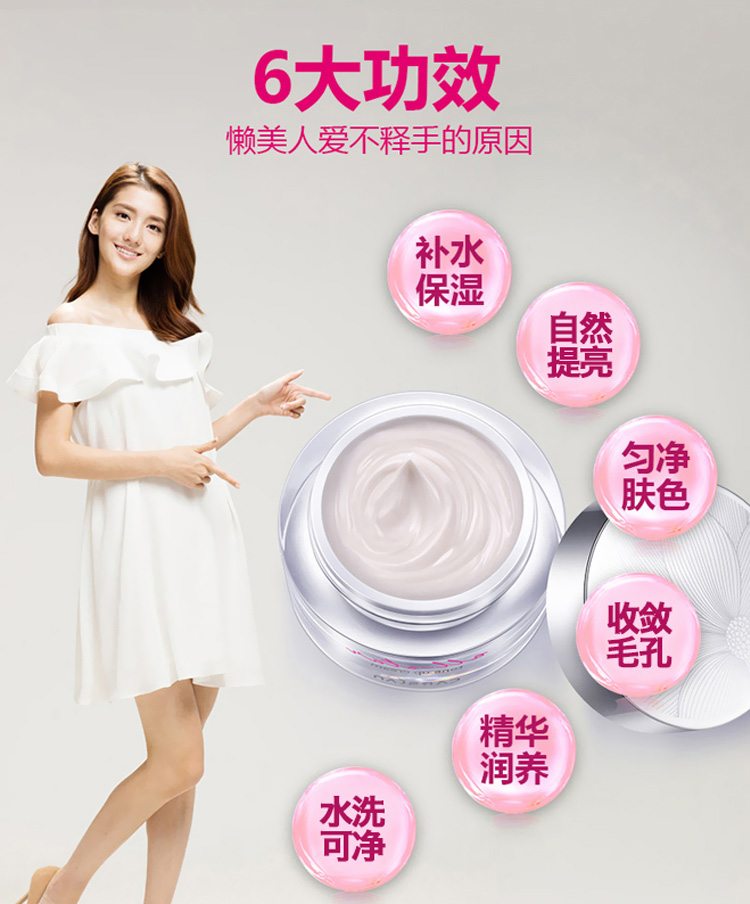 6大功效
懒美人爱不释手的原因
补水
保湿
自然
提亮
匀净
肤色
收敛
毛孔
精华
润养
水洗
可净